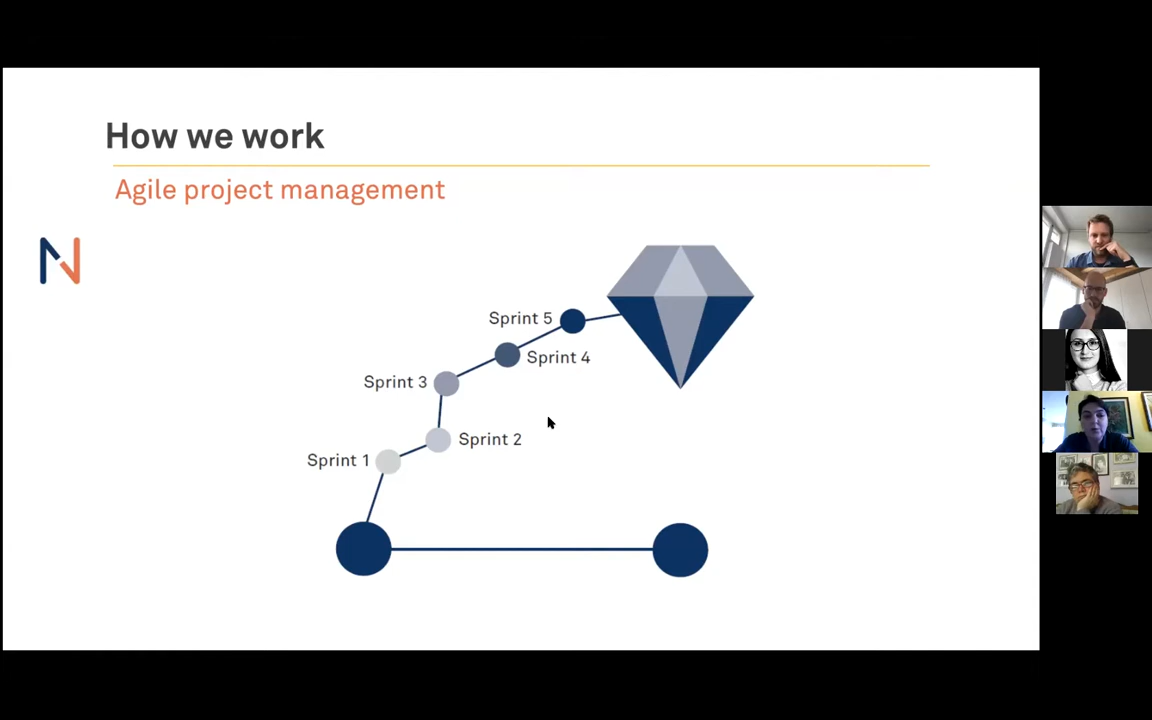 How we work
Agile project management
N
Sprint 5
Sprint 4
Sprint 3
Sprint 2
Sprint 1